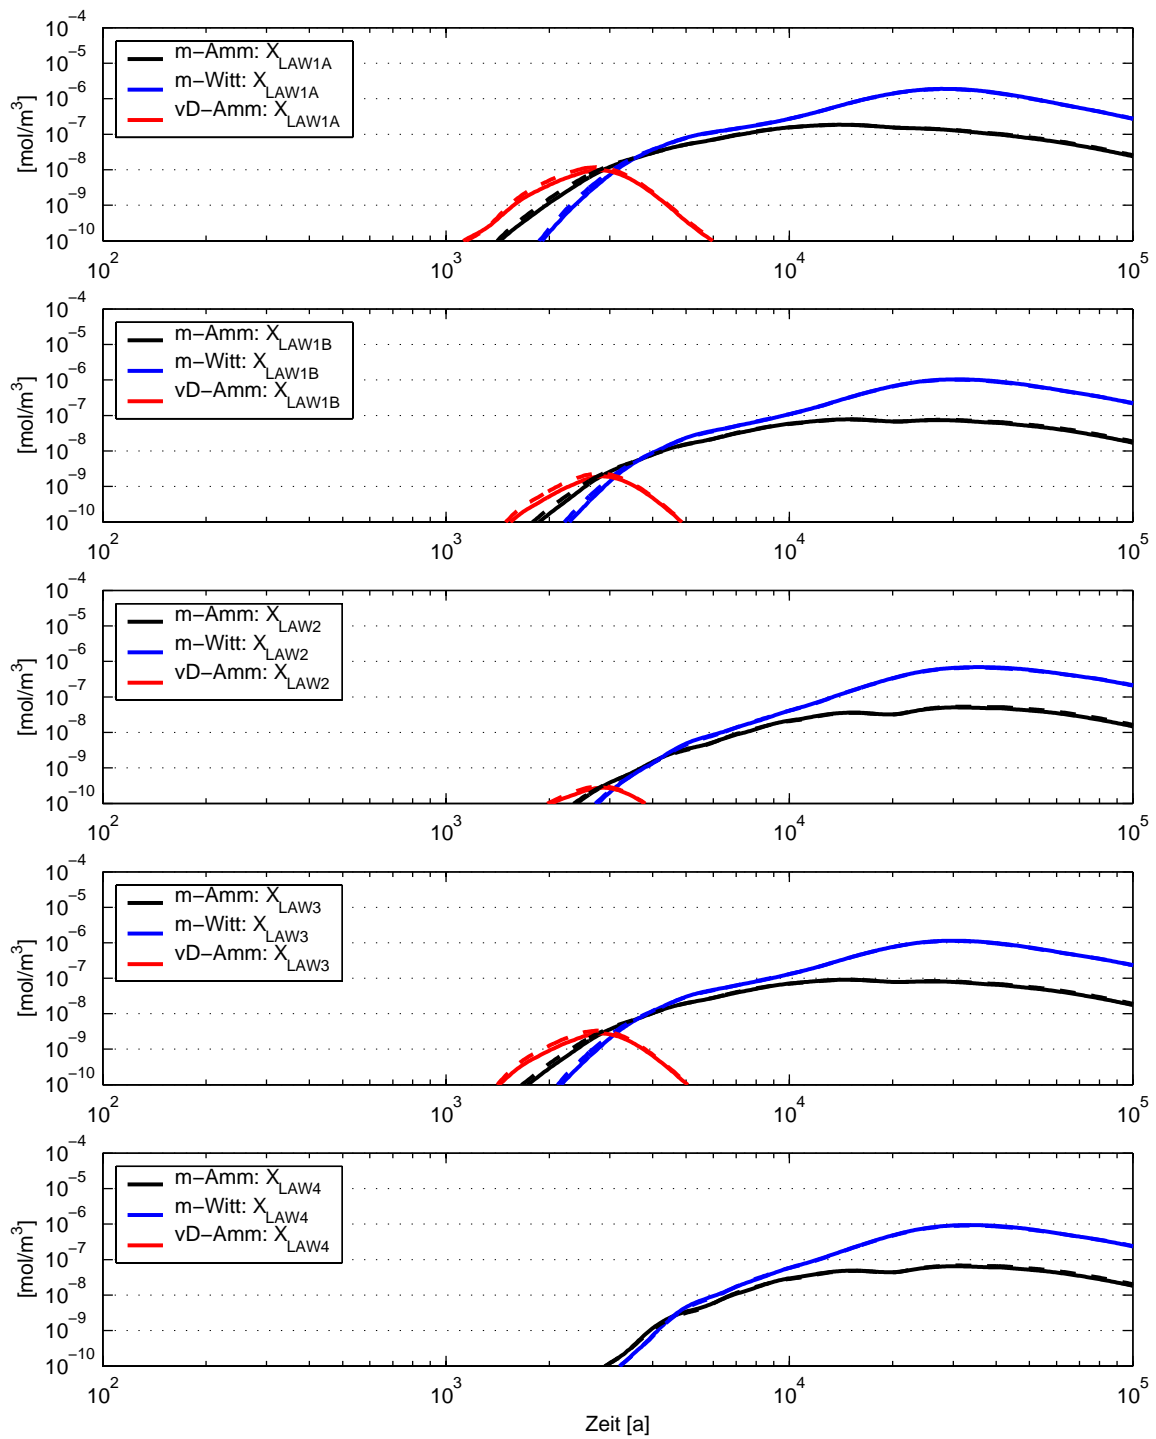 10^-4
10^-5
10^-6
10^-7
10^-8
10^-9
10^-10
[mol/m^3]
m−Amm: X_LAW1A
m−Witt: X_LAW1A
vD−Amm: X_LAW1A
10^2 10^3 10^4 10^5
10^-4
10^-5
10^-6
10^-7
10^-8
10^-9
10^-10
[mol/m^3]
m−Amm: X_LAW1B
m−Witt: X_LAW1B
vD−Amm: X_LAW1B
10^2 10^3 10^4 10^5
10^-4
10^-5
10^-6
10^-7
10^-8
10^-9
10^-10
[mol/m^3]
m−Amm: X_LAW2
m−Witt: X_LAW2
vD−Amm: X_LAW2
10^2 10^3 10^4 10^5
10^-4
10^-5
10^-6
10^-7
10^-8
10^-9
10^-10
[mol/m^3]
m−Amm: X_LAW3
m−Witt: X_LAW3
vD−Amm: X_LAW3
10^2 10^3 10^4 10^5
10^-4
10^-5
10^-6
10^-7
10^-8
10^-9
10^-10
[mol/m^3]
m−Amm: X_LAW4
m−Witt: X_LAW4
vD−Amm: X_LAW4
10^2 10^3 10^4 10^5
Zeit [a]